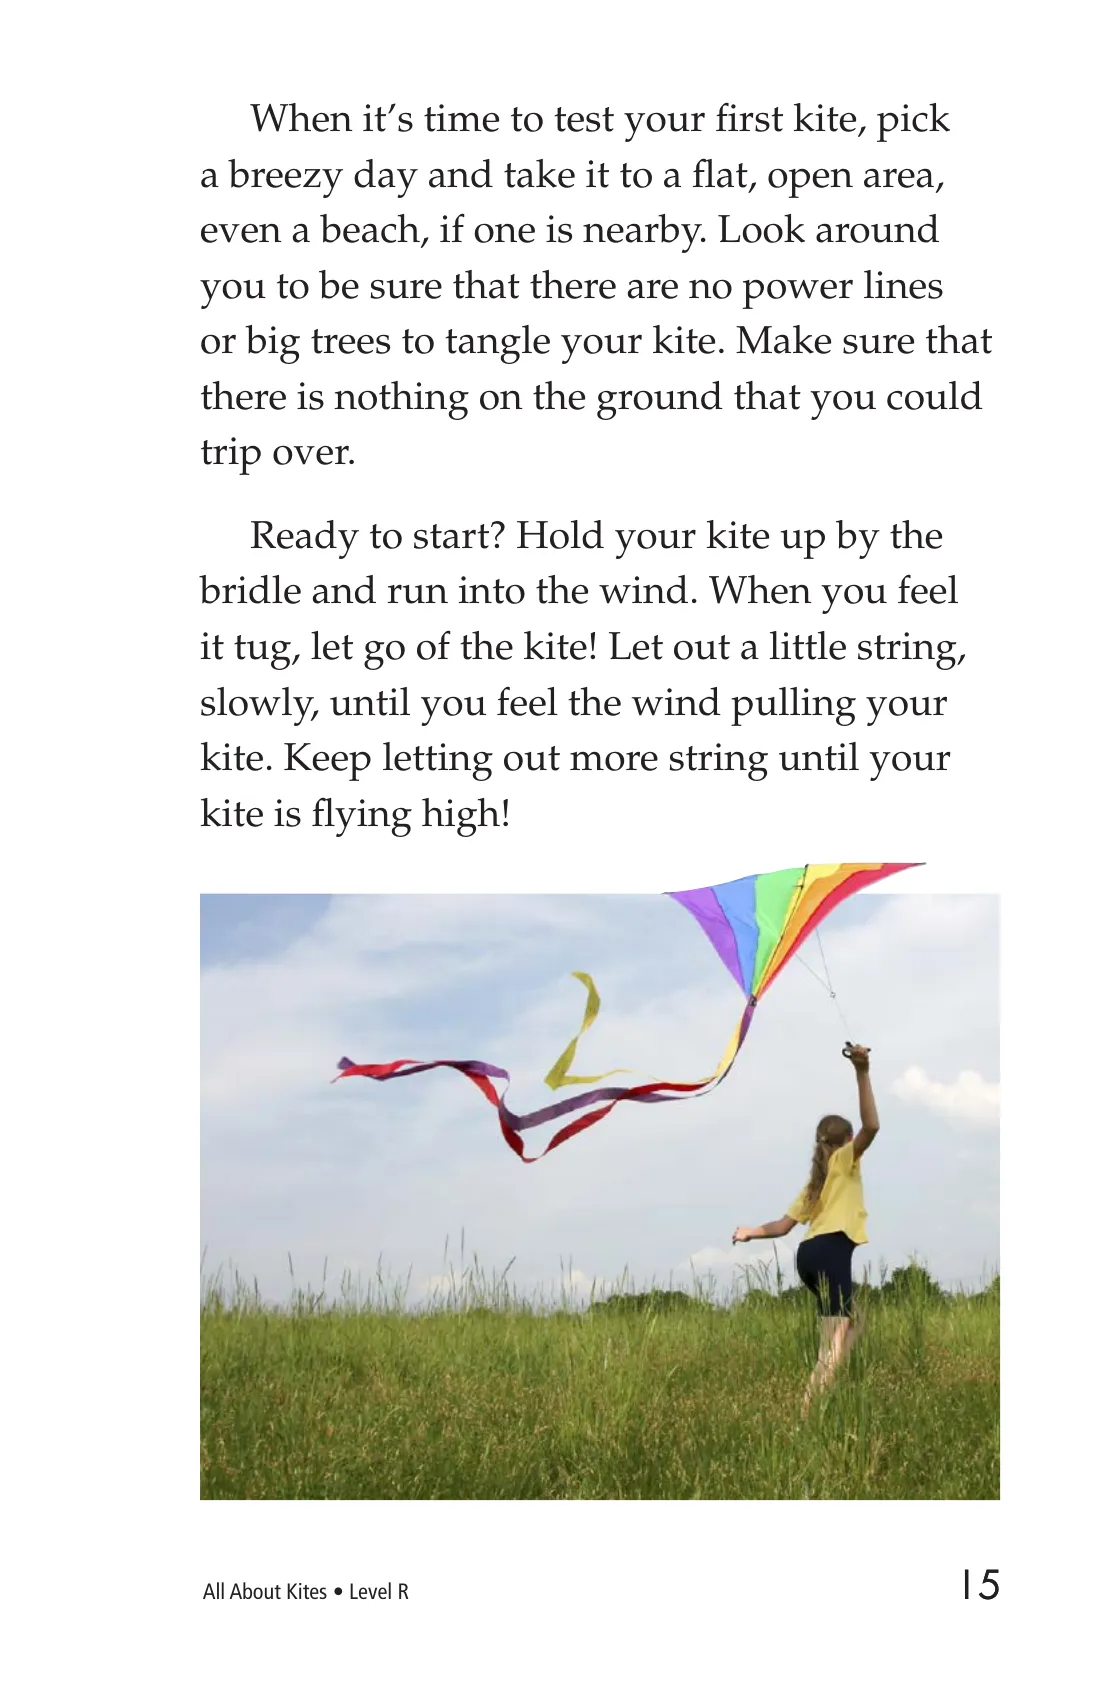 When it’s time to test your first kite, pick
a breezy day and take it to a flat, open area,
even a beach, if one is nearby. Look around
you to be sure that there are no power lines
or big trees to tangle your kite. Make sure that
there is nothing on the ground that you could
trip over.
Ready to start? Hold your kite up by the
bridle and run into the wind. When you feel
it tug, let go of the kite! Let out a little string,
slowly, until you feel the wind pulling your
kite. Keep letting out more string until your
kite is flying high!
All About Kites • Level R
15